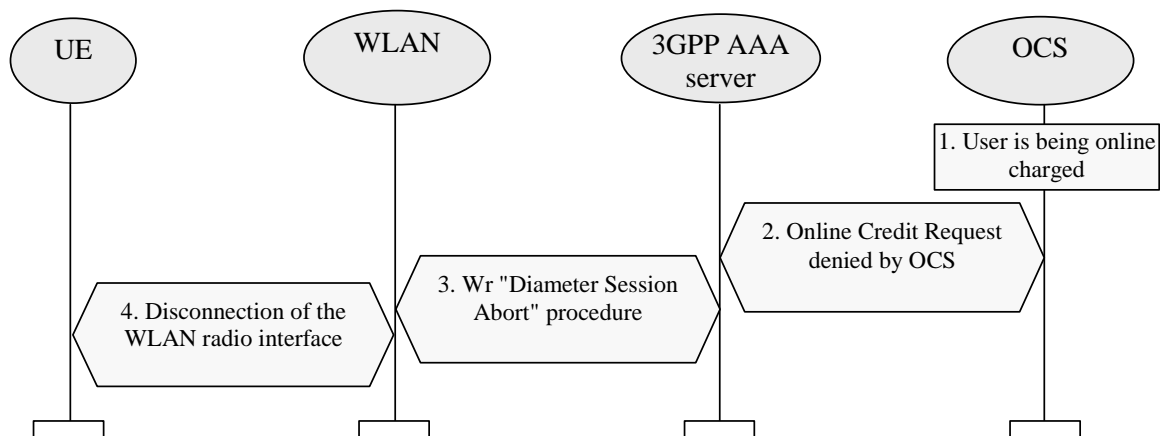 UE
WLAN
3GPP AAA
server
OCS
1. User is being online
charged
2. Online Credit Request
denied by OCS
3. Wr "Diameter Session
Abort" procedure
4. Disconnection of the
WLAN radio interface